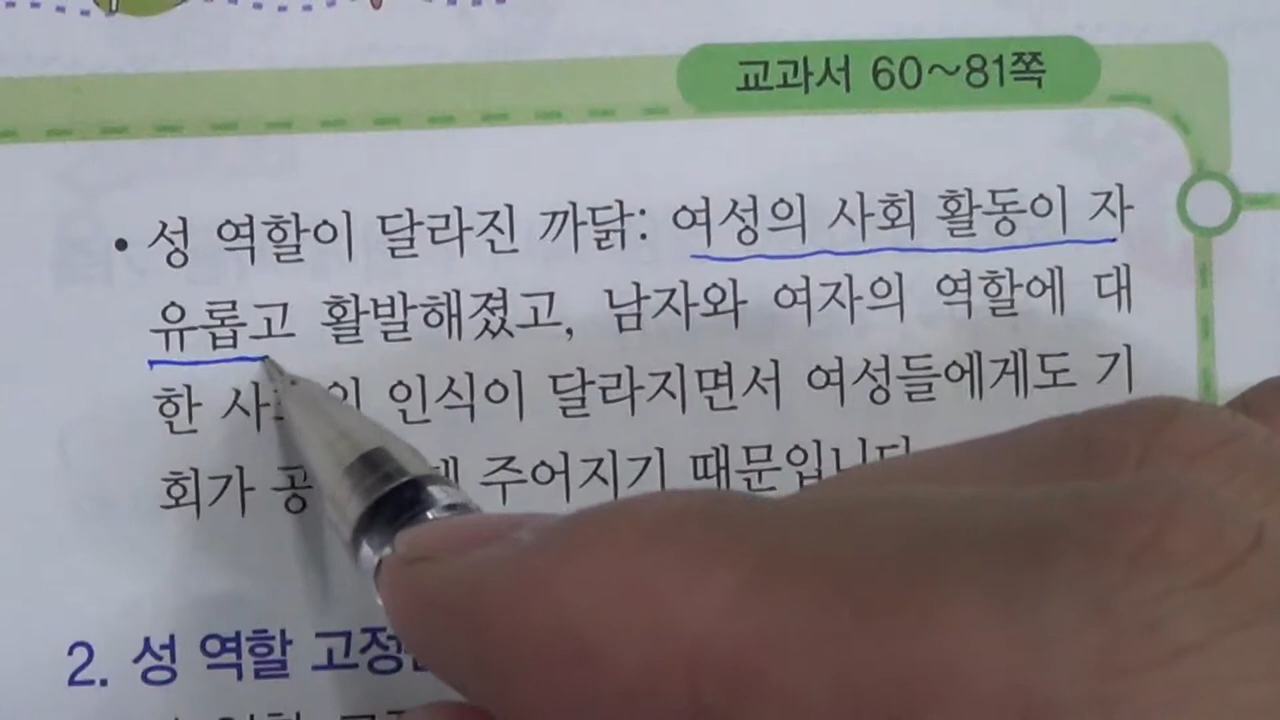 교과서 60~81쪽
• 성 역할이 달라진 까닭: 여성의 사회 활동이 자
유롭고 활발해졌고, 남자와 여자의 역할에 대
한 인식이 달라지면서 여성들에게도 기
회가 주어지기 때문입니다
2. 성 역할